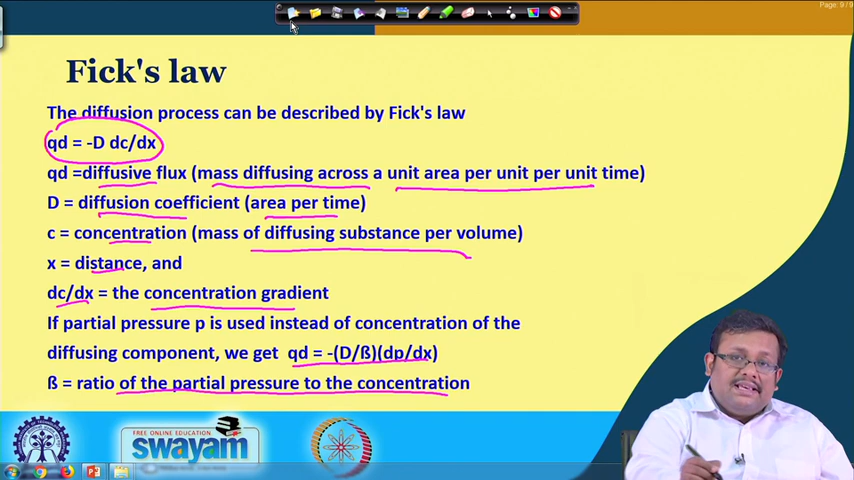 Page: 9 / 9
Fick's law
The diffusion process can be described by Fick's law
qd = -D dc/dx
qd =diffusive flux (mass diffusing across a unit area per unit per unit time)
D = diffusion coefficient (area per time)
c = concentration (mass of diffusing substance per volume)
x = distance, and
dc/dx = the concentration gradient
If partial pressure p is used instead of concentration of the
diffusing component, we get qd = -(D/ß)(dp/dx)
ß = ratio of the partial pressure to the concentration
FREE ONLINE EDUCATION
swayam